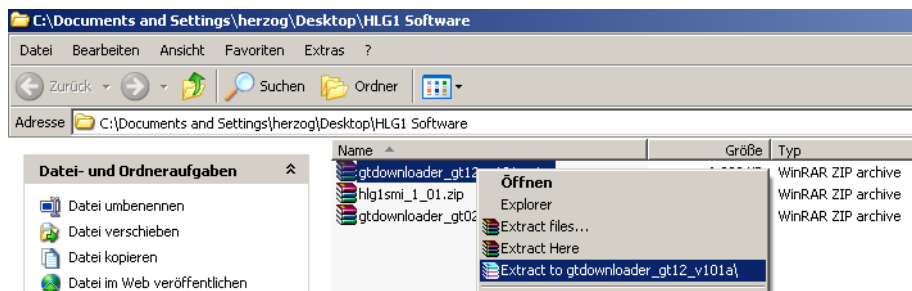 C:\Documents and Settings\herzog\Desktop\HLG1 Software
Datei Bearbeiten Ansicht Favoriten Extras ?
Zurück Suchen Ordner
Adresse C:\Documents and Settings\herzog\Desktop\HLG1 Software
Name Größe Typ
Datei- und Ordneraufgaben
Datei umbenennen
Datei verschieben
Datei kopieren
Datei im Web veröffentlichen
gtdownloader_gt12 WinRAR ZIP archive
hlg1smi_1_01.zip WinRAR ZIP archive
gtdownloader_gt02 WinRAR ZIP archive
Öffnen
Explorer
Extract files...
Extract Here
Extract to gtdownloader_gt12_v101a\